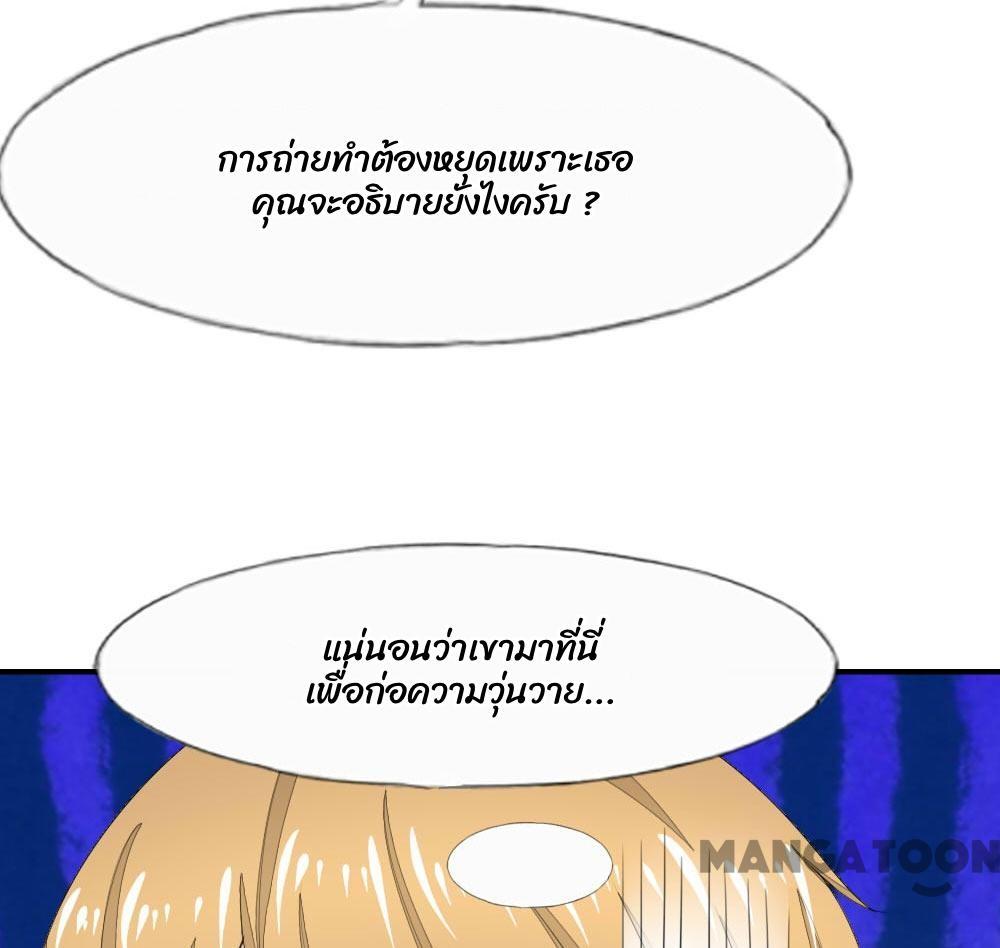 การถ่ายทำต้องหยุดเพราะเธอ
คุณจะอธิบายยังไงครับ ?
แน่นอนว่าเขามาที่นี่
เพื่อก่อความวุ่นวาย...
MANGATOON